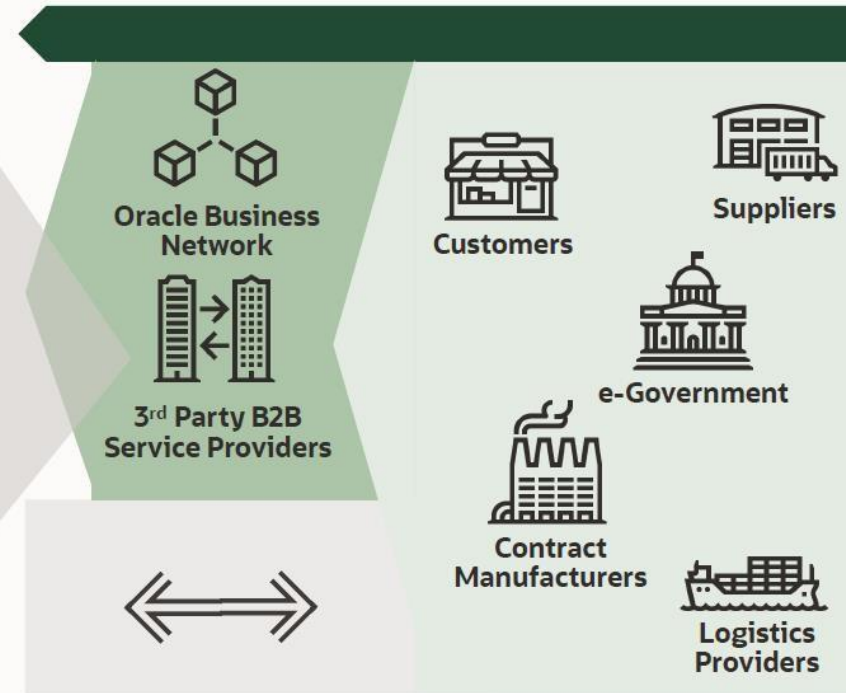 Oracle Business
Network
3rd Party B2B
Service Providers
Customers
Suppliers
e-Government
Contract
Manufacturers
Logistics
Providers